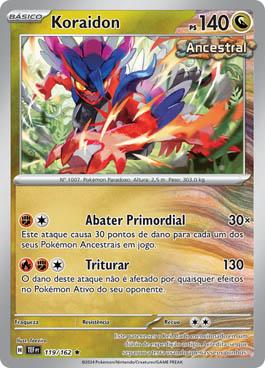 BÁSICO
Koraidon
PS 140
Ancestral
Nº 1007. Pokémon Paradoxo. Altura: 2,5 m. Peso: 303,0 kg
Abater Primordial 30×
Este ataque causa 30 pontos de dano para cada um dos
seus Pokémon Ancestrais em jogo.
Triturar 130
O dano deste ataque não é afetado por quaisquer efeitos
no Pokémon Ativo do seu oponente.
Fraqueza Resistência Recuo
Ilust.
TEF PT 119/162
©2024 Pokémon/Nintendo/Creatures/GAME FREAK